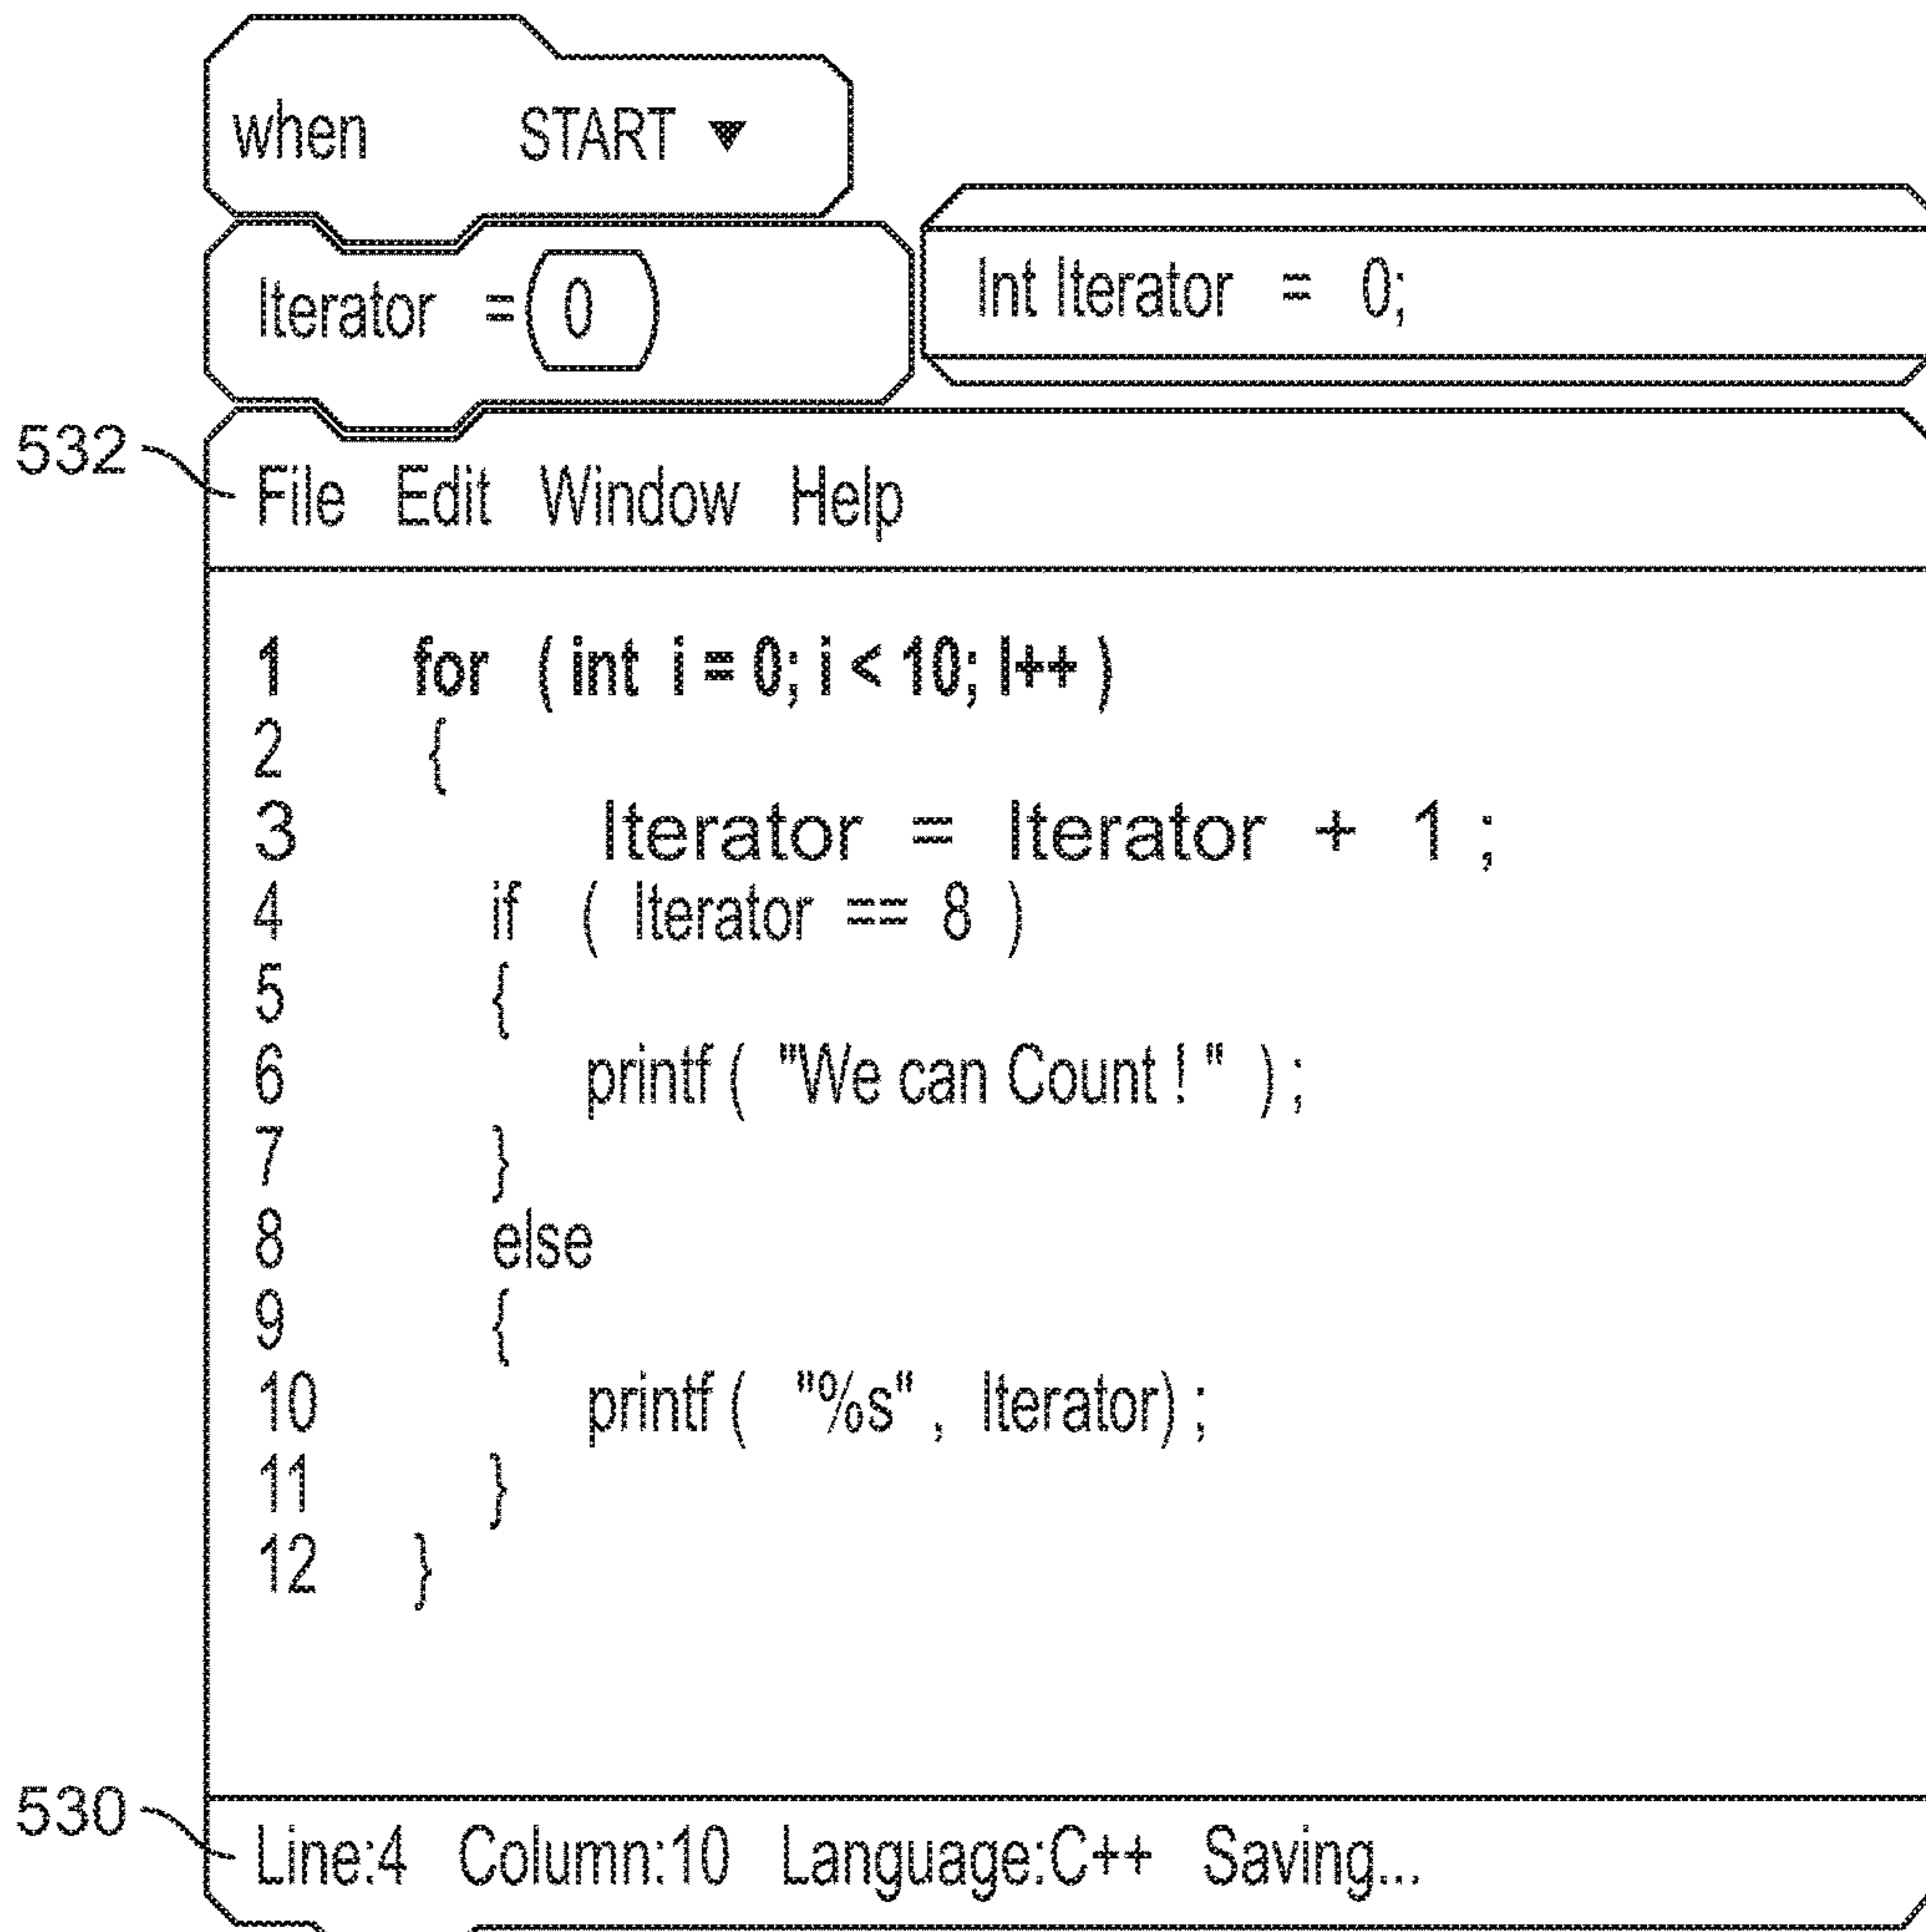 when START ▼
Iterator = 0
Int Iterator = 0;
532
File Edit Window Help
1 for ( int i = 0; i < 10; I++ )
2 {
3 Iterator = Iterator + 1 ;
4 if ( Iterator == 8 )
5 {
6 printf ( "We can Count ! " ) ;
7 }
8 else
9 {
10 printf ( "%s" , Iterator) ;
11 }
12 }
530
Line:4 Column:10 Language:C++ Saving...